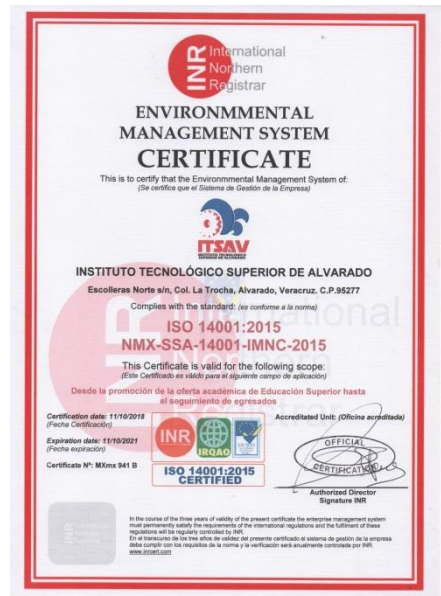 INR International
Northern
Registrar
ENVIRONMMENTAL
MANAGEMENT SYSTEM
CERTIFICATE
This is to certify that the Environmmental Management System of:
(Se certifica que el Sistema de Gestión de la Empresa)
ITSAV
INSTITUTO TECNOLÓGICO
SUPERIOR DE ALVARADO
INSTITUTO TECNOLÓGICO SUPERIOR DE ALVARADO
Escolleras Norte s/n, Col. La Trocha, Alvarado, Veracruz. C.P.95277
Complies with the standard: (es conforme a la norma)
ISO 14001:2015
NMX-SSA-14001-IMNC-2015
This Certificate is valid for the following scope:
(Este Certificado es válido para el siguiente campo de aplicación)
Desde la promoción de la oferta académica de Educación Superior hasta
el seguimiento de egresados
Certification date: 11/10/2018
(Fecha Certificación)
Expiration date: 11/10/2021
(Fecha expiración)
Certificate Nº: MXmx 941 B
INR
IRQAO
ISO 14001:2015
CERTIFIED
Accredited Unit: (Oficina acreditada)
OFFICIAL
CERTIFICATION
Authorized Director
Signature INR
In the course of the three years of validity of the present certificate the enterprise management system
must permanently satisfy the requirements of the international regulations and the fulfilment of these
regulations will be regularly controlled by INR.
En el transcurso de los tres años de validez del presente certificado el sistema de gestión de la empresa
debe cumplir con los requisitos de la norma y la verificación será anualmente controlada por INR.
www.inrcert.com